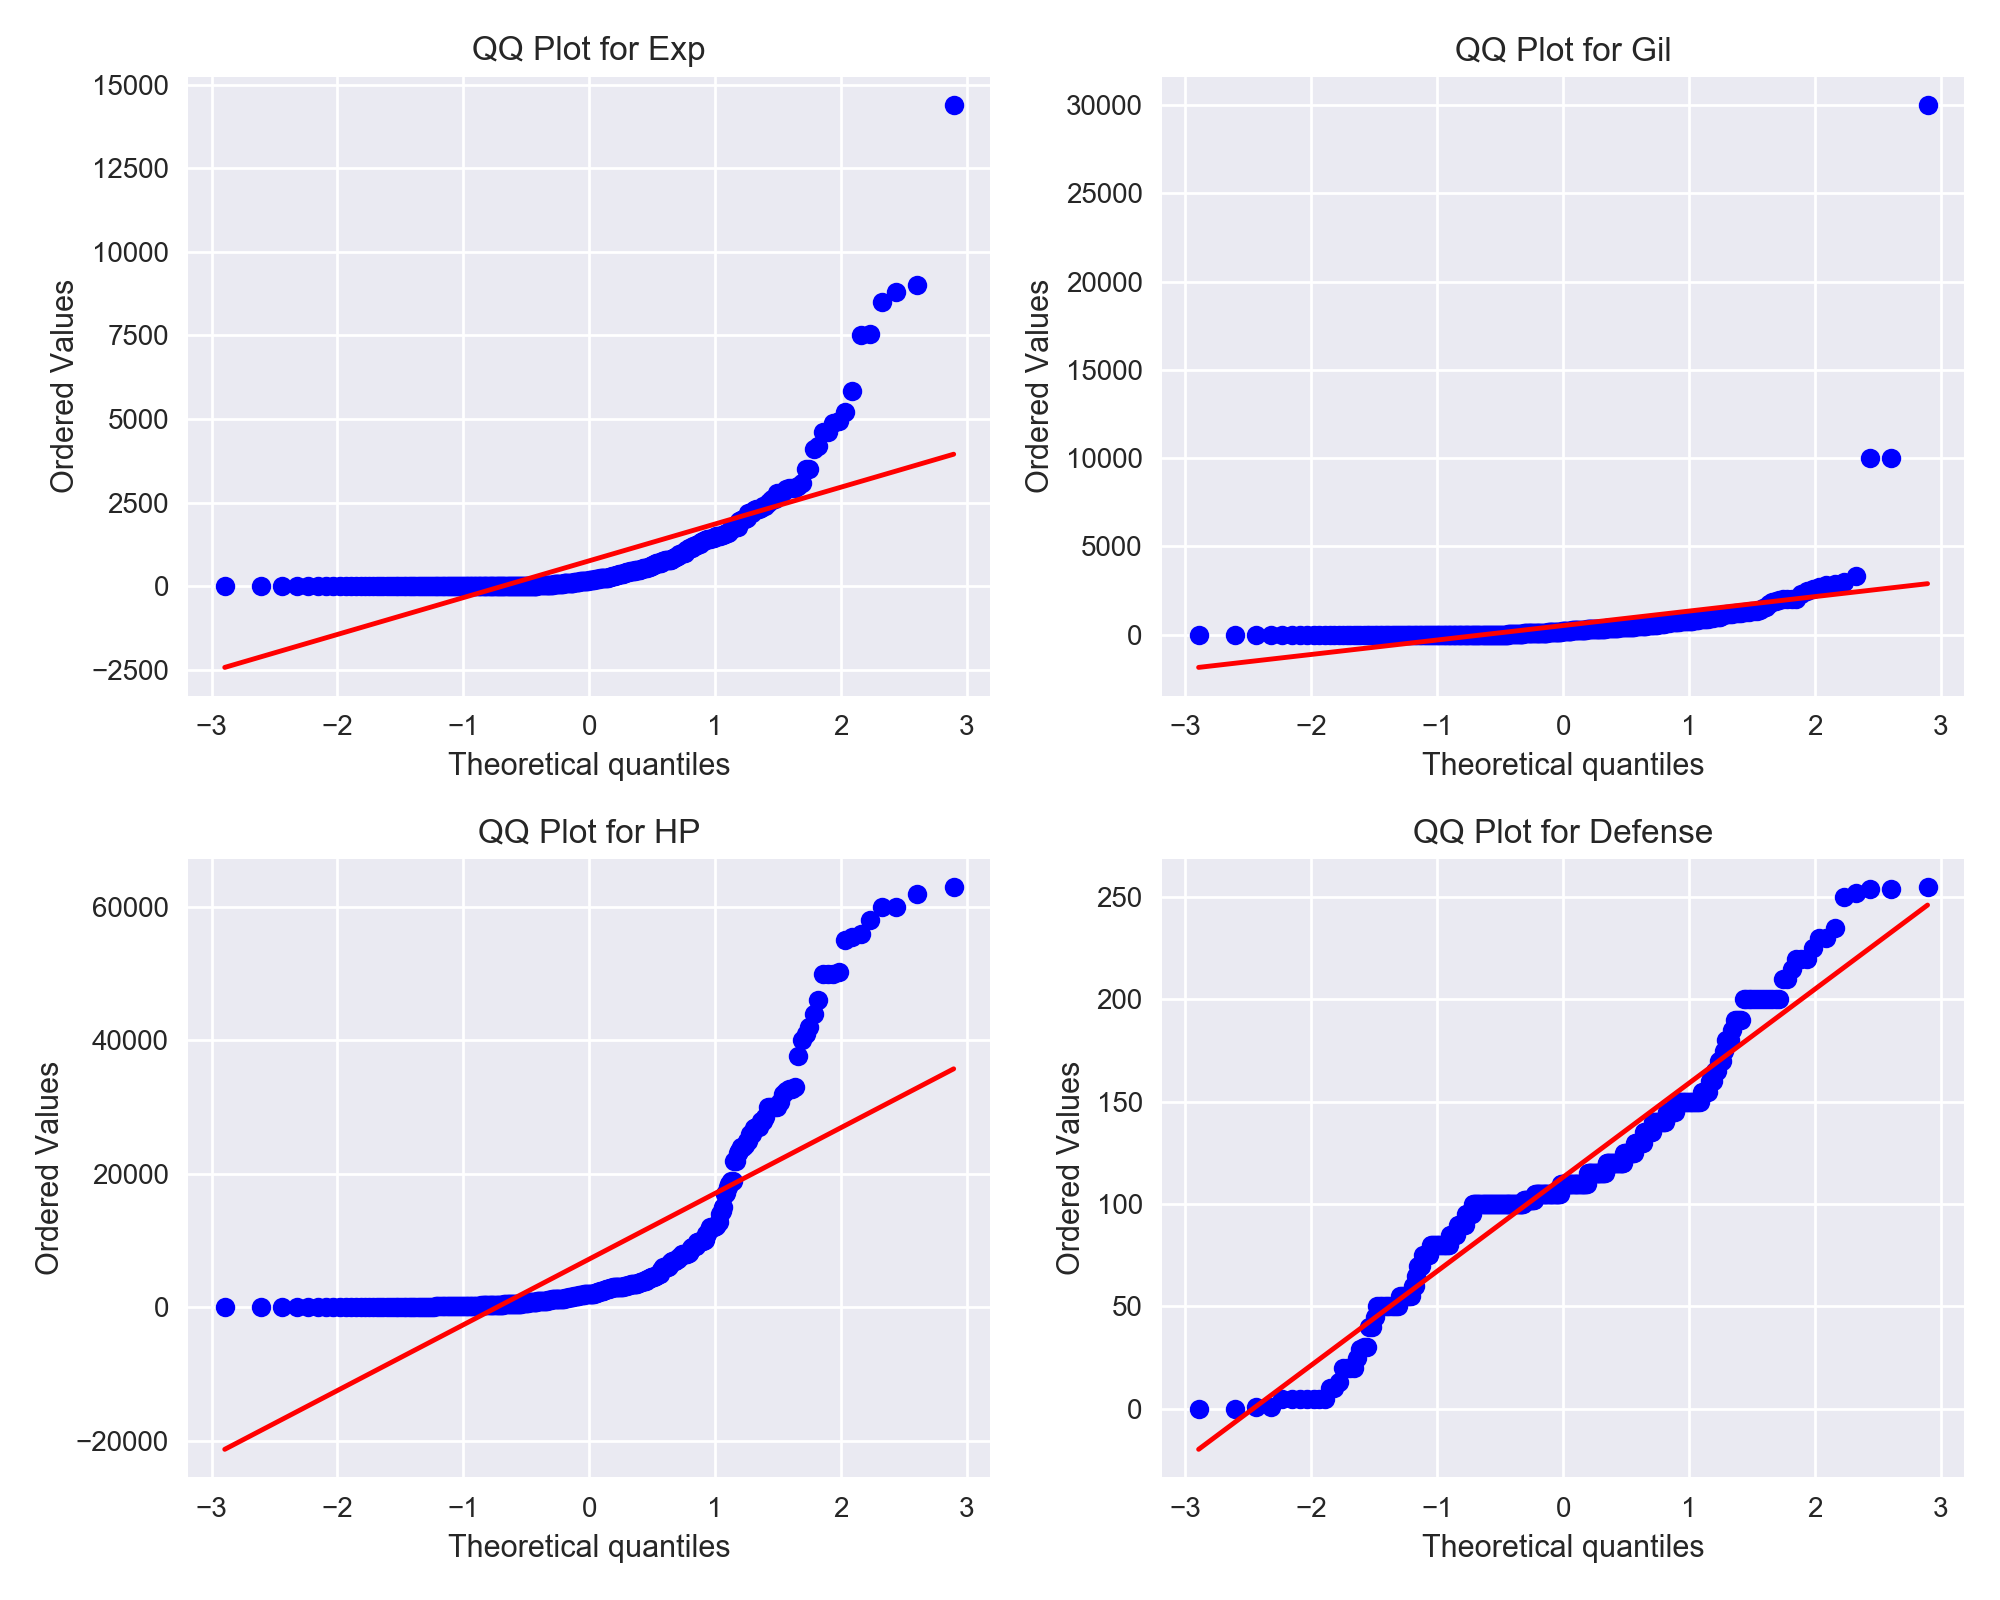 QQ Plot for Exp
15000
12500
10000
7500
5000
2500
0
−2500
Ordered Values
−3 −2 −1 0 1 2 3
Theoretical quantiles
QQ Plot for Gil
30000
25000
20000
15000
10000
5000
0
Ordered Values
−3 −2 −1 0 1 2 3
Theoretical quantiles
QQ Plot for HP
60000
40000
20000
0
−20000
Ordered Values
−3 −2 −1 0 1 2 3
Theoretical quantiles
QQ Plot for Defense
250
200
150
100
50
0
Ordered Values
−3 −2 −1 0 1 2 3
Theoretical quantiles